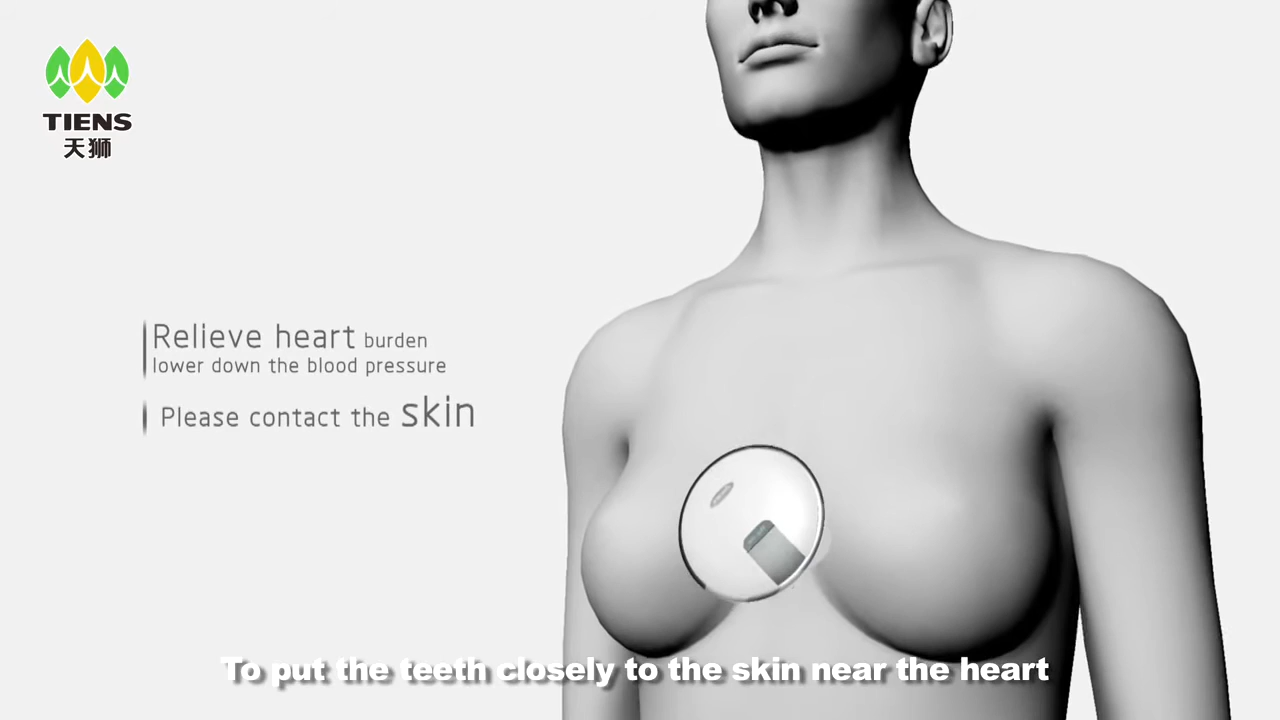 TIENS
天狮
Relieve heart burden
lower down the blood pressure
Please contact the skin
To put the teeth closely to the skin near the heart